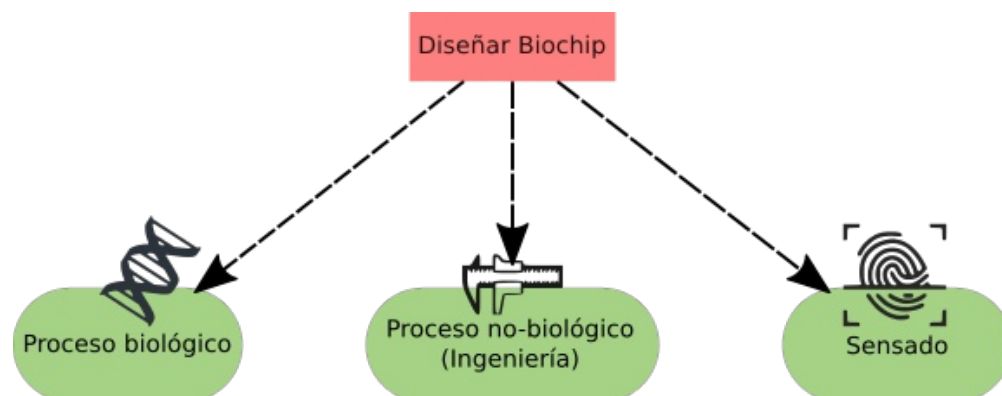 Diseñar Biochip
Proceso biológico
Proceso no-biológico
(Ingeniería)
Sensado